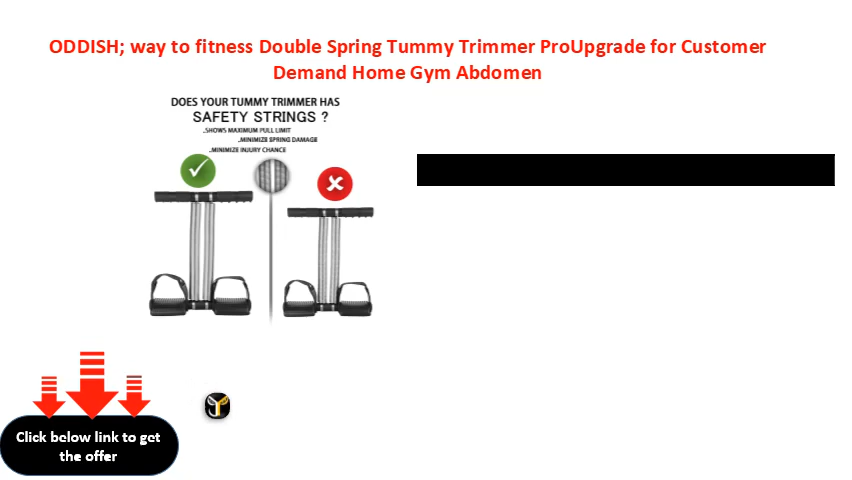 ODDISH; way to fitness Double Spring Tummy Trimmer ProUpgrade for Customer
Demand Home Gym Abdomen
DOES YOUR TUMMY TRIMMER HAS
SAFETY STRINGS ?
..SHOWS MAXIMUM PULL LIMIT
..MINIMIZE SPRING DAMAGE
..MINIMIZE INJURY CHANCE
Click below link to get
the offer